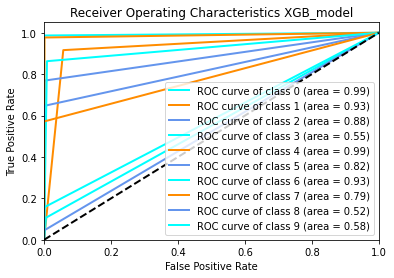 Receiver Operating Characteristics XGB_model
1.0
0.8
0.6
0.4
0.2
0.0
True Positive Rate
ROC curve of class 0 (area = 0.99)
ROC curve of class 1 (area = 0.93)
ROC curve of class 2 (area = 0.88)
ROC curve of class 3 (area = 0.55)
ROC curve of class 4 (area = 0.99)
ROC curve of class 5 (area = 0.82)
ROC curve of class 6 (area = 0.93)
ROC curve of class 7 (area = 0.79)
ROC curve of class 8 (area = 0.52)
ROC curve of class 9 (area = 0.58)
0.0 0.2 0.4 0.6 0.8 1.0
False Positive Rate